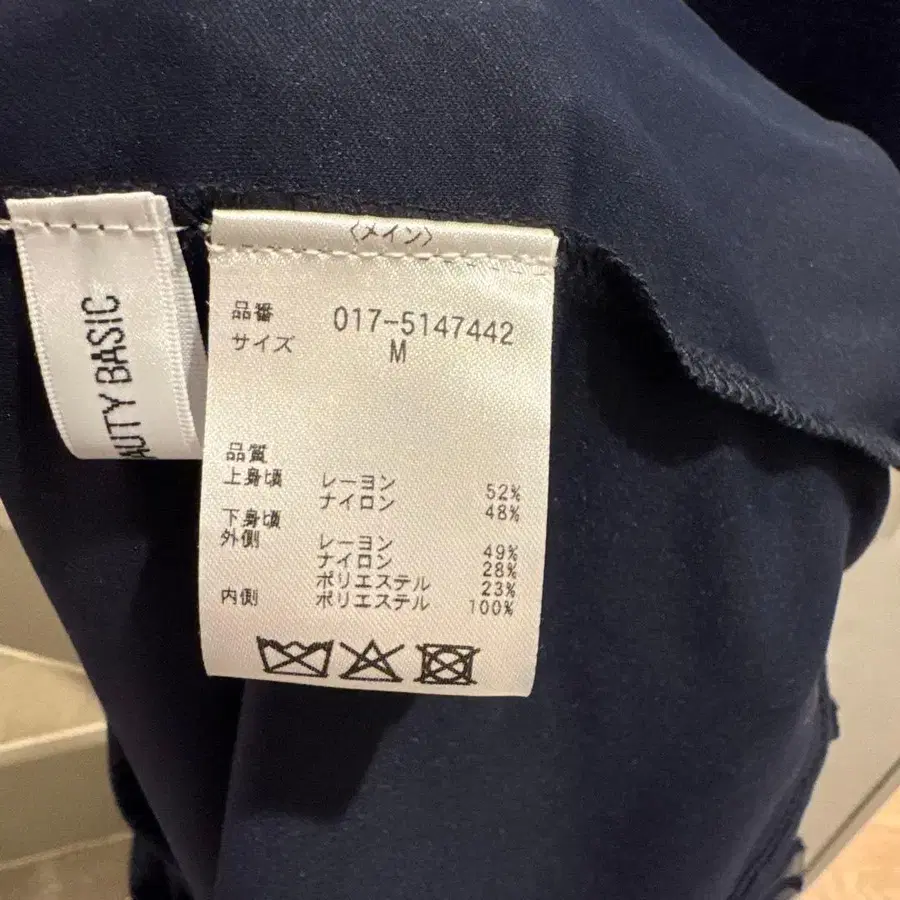 AUTY BASIC
〈メイン〉
品番 017-5147442
サイズ M
品質
上身頃 レーヨン 52%
ナイロン 48%
下身頃
外側 レーヨン 49%
ナイロン 28%
ポリエステル 23%
内側 ポリエステル 100%